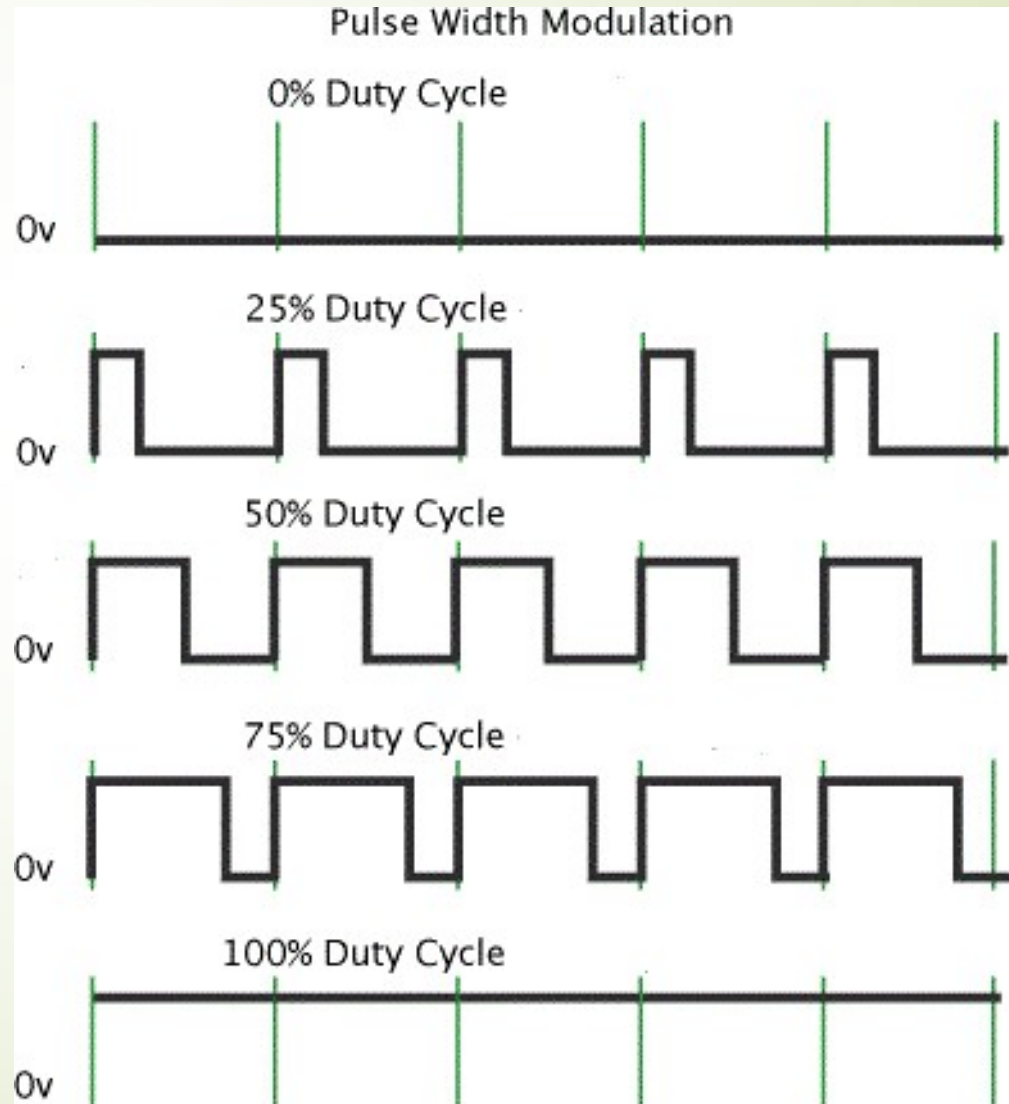 Pulse Width Modulation
0% Duty Cycle
0v
25% Duty Cycle
0v
50% Duty Cycle
0v
75% Duty Cycle
0v
100% Duty Cycle
0v